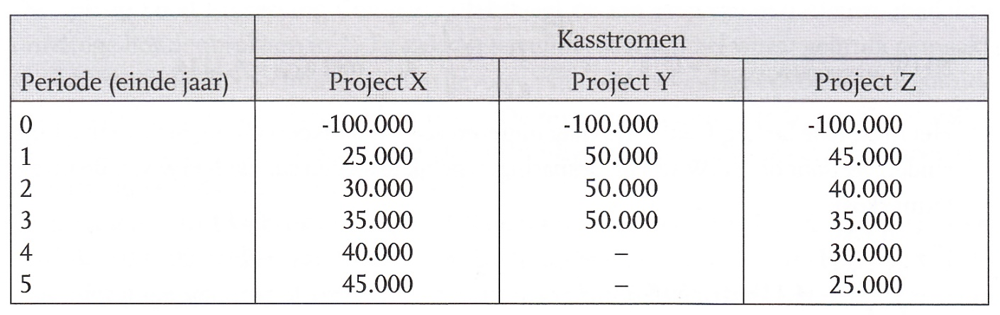 Kasstromen
Periode (einde jaar) Project X Project Y Project Z
0 -100.000 -100.000 -100.000
1 25.000 50.000 45.000
2 30.000 50.000 40.000
3 35.000 50.000 35.000
4 40.000 – 30.000
5 45.000 – 25.000